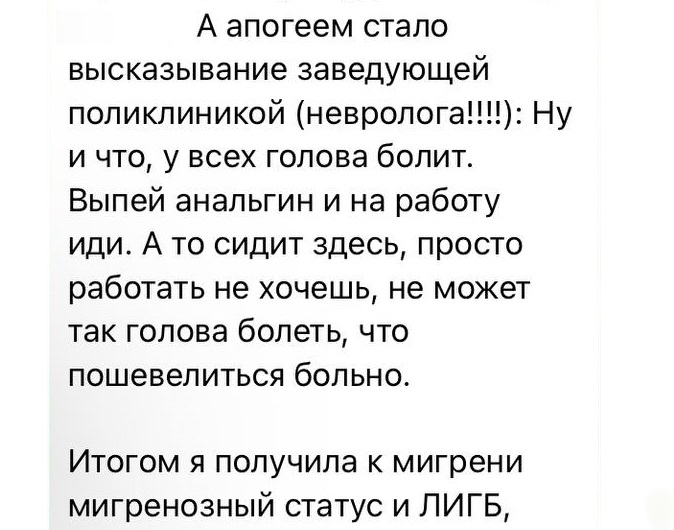 А апогеем стало
высказывание заведующей
поликлиникой (невролога!!!!): Ну
и что, у всех голова болит.
Выпей анальгин и на работу
иди. А то сидит здесь, просто
работать не хочешь, не может
так голова болеть, что
пошевелиться больно.
Итогом я получила к мигрени
мигренозный статус и ЛИГБ,